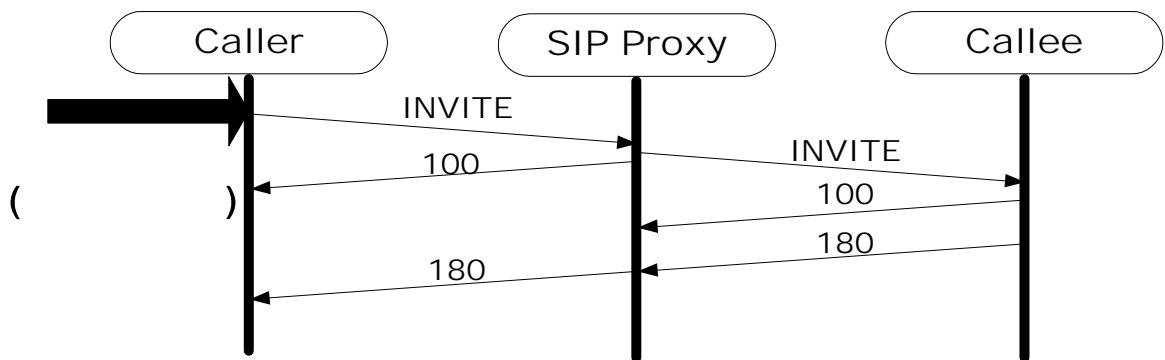 Caller
SIP Proxy
Callee
INVITE
INVITE
100
100
( )
180
180